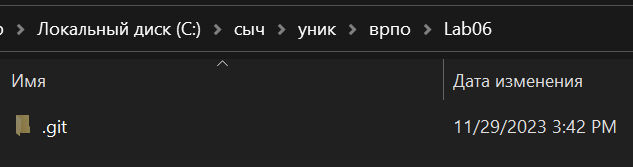 Локальный диск (C:) > сыч > уник > врпо > Lab06
Имя Дата изменения
.git 11/29/2023 3:42 PM